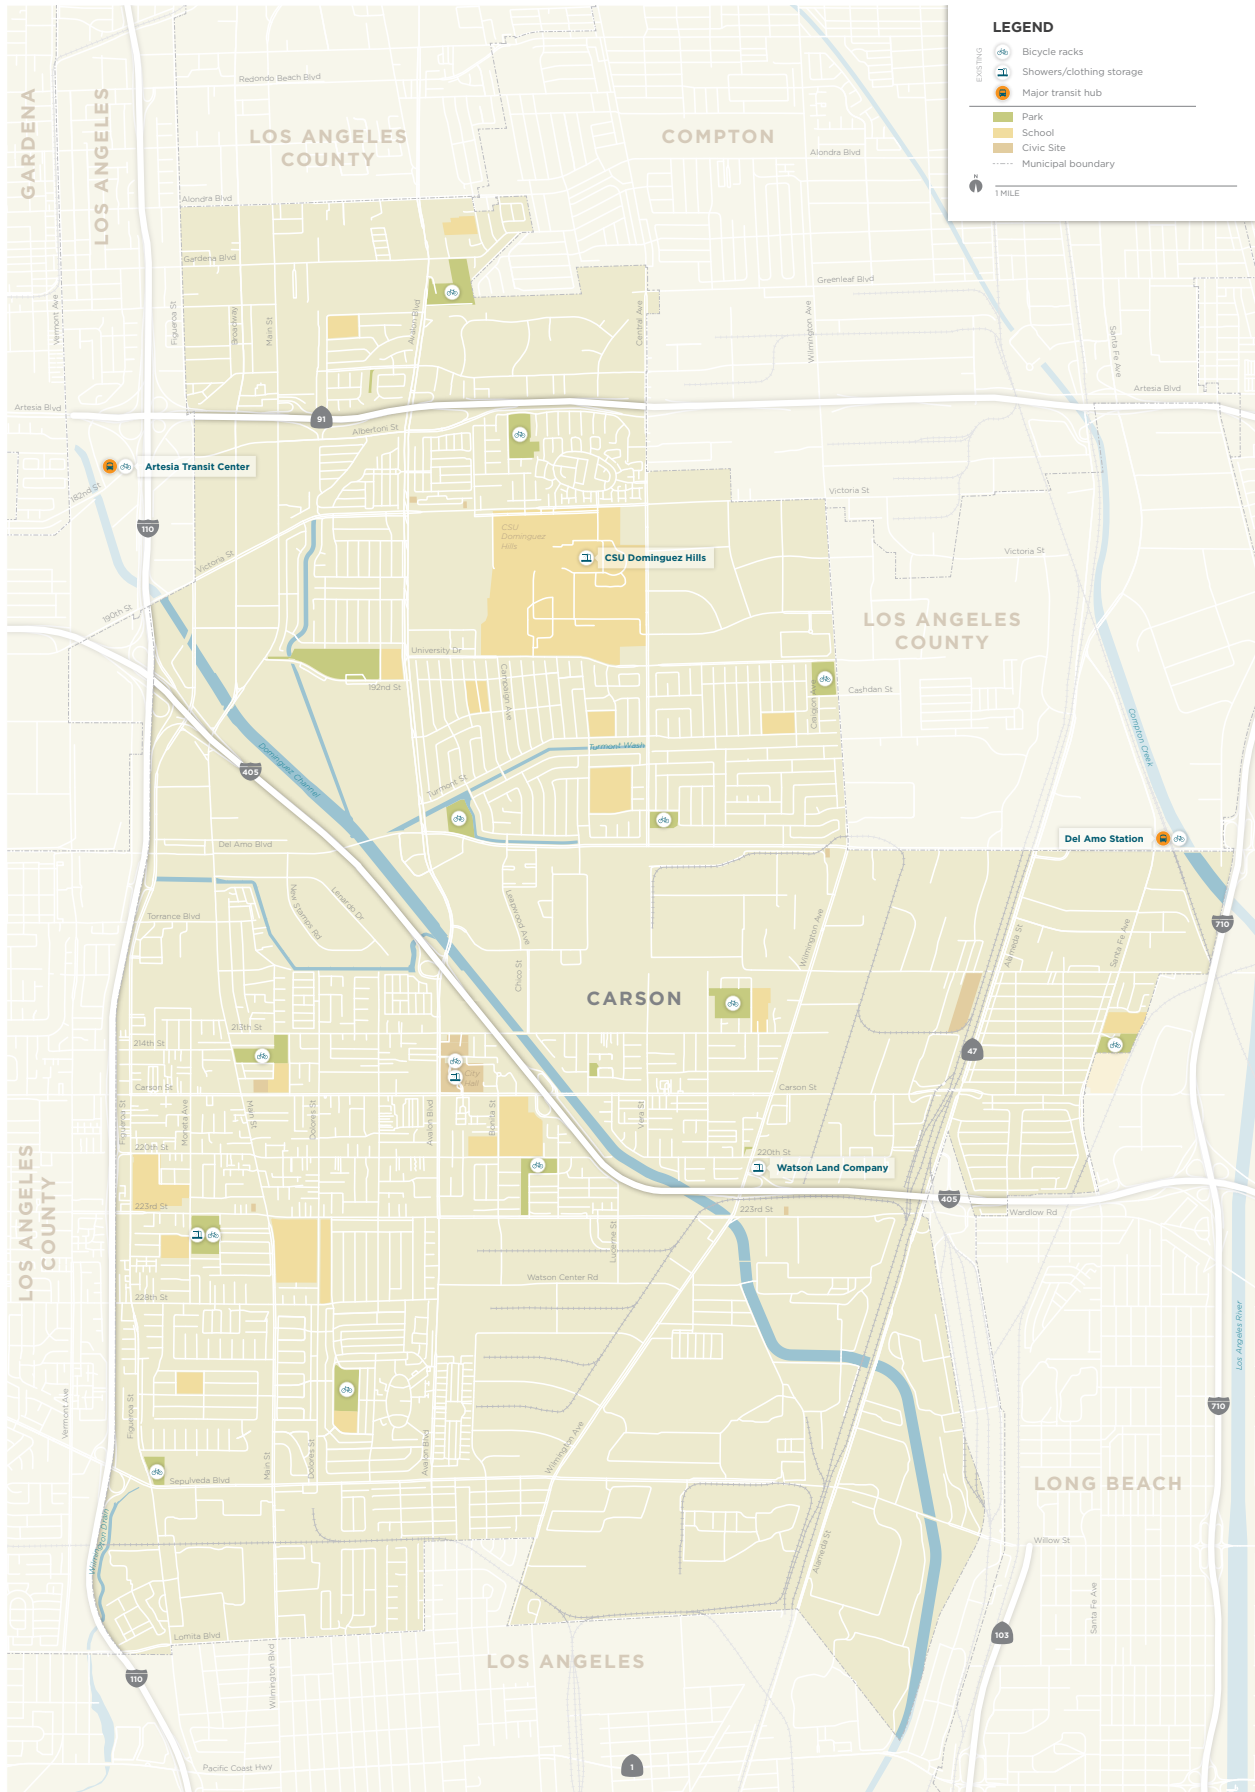 LEGEND
EXISTING
Bicycle racks
Showers/clothing storage
Major transit hub
Park
School
Civic Site
Municipal boundary
N
1 MILE
GARDENA
LOS ANGELES
Redondo Beach Blvd
LOS ANGELES
COUNTY
COMPTON
Alondra Blvd
Alondra Blvd
Gardena Blvd
Greenleaf Blvd
Vermont Ave
Figueroa St
Broadway
Main St
Avalon Blvd
Central Ave
Wilmington Ave
Santa Fe Ave
Artesia Blvd
Artesia Blvd
91
Albertoni St
Artesia Transit Center
182nd St
Victoria St
110
CSU
Dominguez
Hills
CSU Dominguez Hills
Victoria St
Victoria St
190th St
LOS ANGELES
COUNTY
University Dr
192nd St
Campaign Ave
Cashdan St
Compton Creek
Turmont Wash
Dominguez Channel
405
Turmont St
Del Amo Blvd
Del Amo Station
Lenardo Dr
New Stamps Rd
Leapwood Ave
Torrance Blvd
Wilmington Ave
Alameda St
Santa Fe Ave
710
Chico St
CARSON
213th St
214th St
47
City
Hall
Carson St
Carson St
Figueroa St
Moneta Ave
Main St
Dolores St
Avalon Blvd
Bonita St
Vera St
220th St
220th St
Watson Land Company
LOS ANGELES
COUNTY
405
223rd St
223rd St
Wardlow Rd
Lucerne St
Watson Center Rd
228th St
Los Angeles River
Vermont Ave
Figueroa St
Main St
Dolores St
Avalon Blvd
Wilmington Ave
710
Sepulveda Blvd
LONG BEACH
Wilmington Drain
Alameda St
Willow St
Santa Fe Ave
Lomita Blvd
103
LOS ANGELES
110
Wilmington Blvd
Pacific Coast Hwy
1